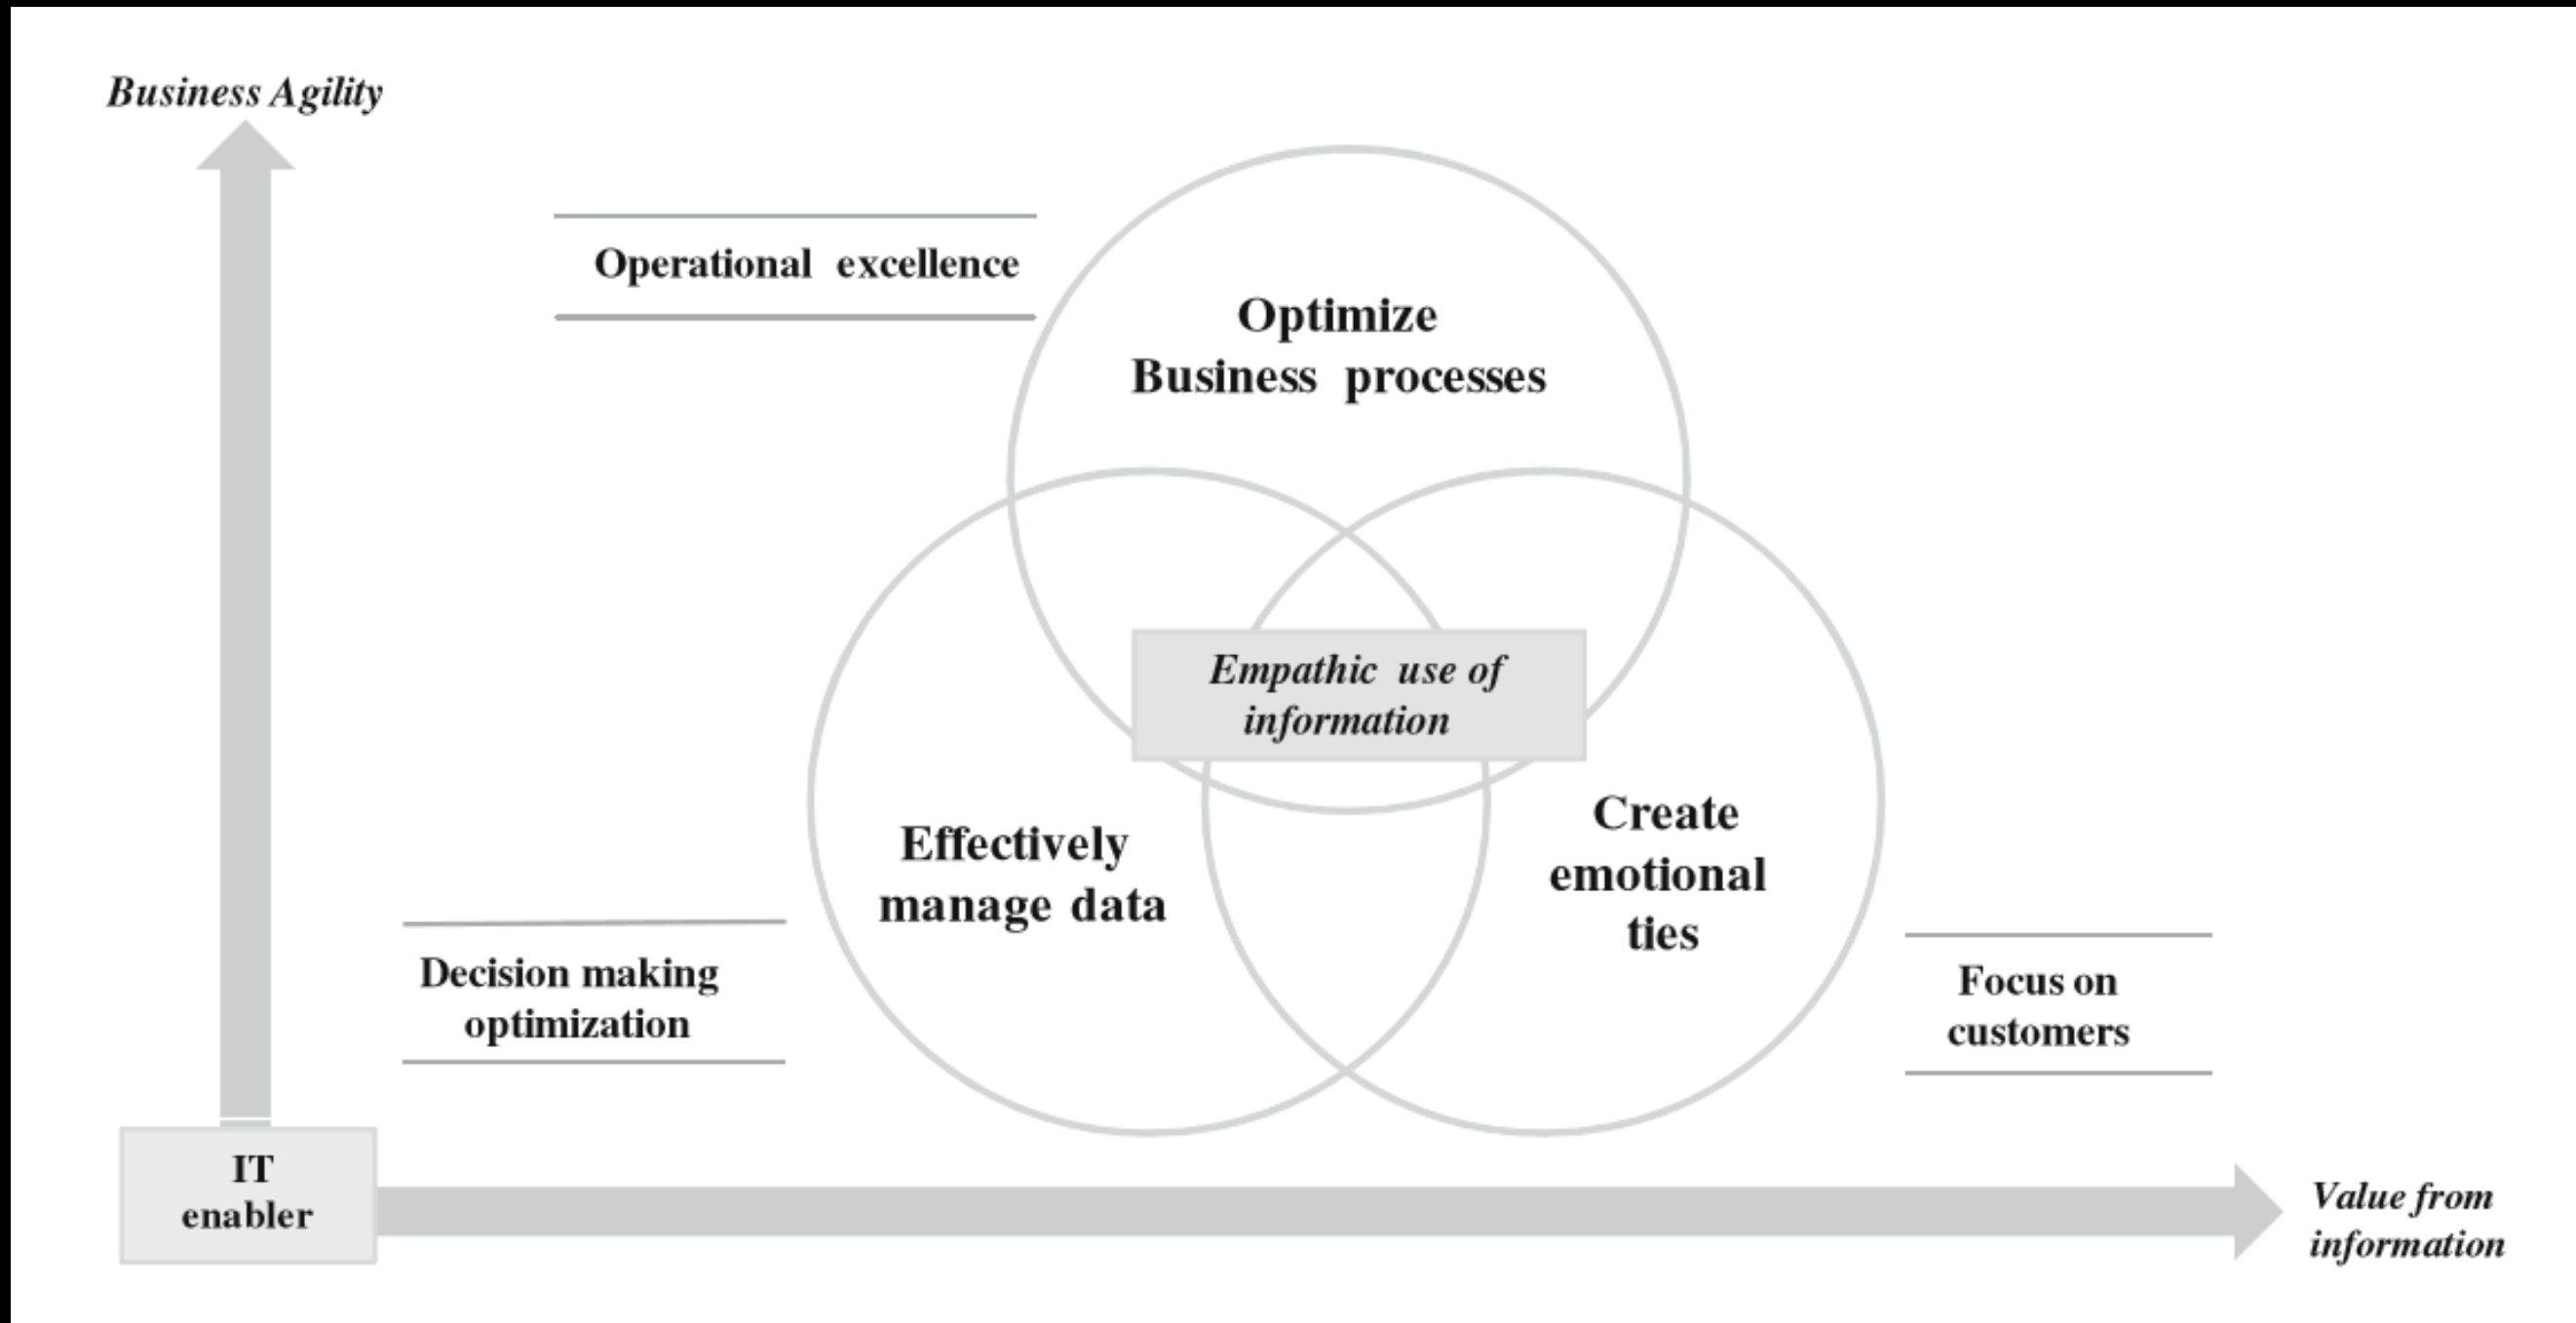 Business Agility
Operational excellence
Optimize
Business processes
Empathic use of
information
Effectively
manage data
Create
emotional
ties
Decision making
optimization
Focus on
customers
IT
enabler
Value from
information